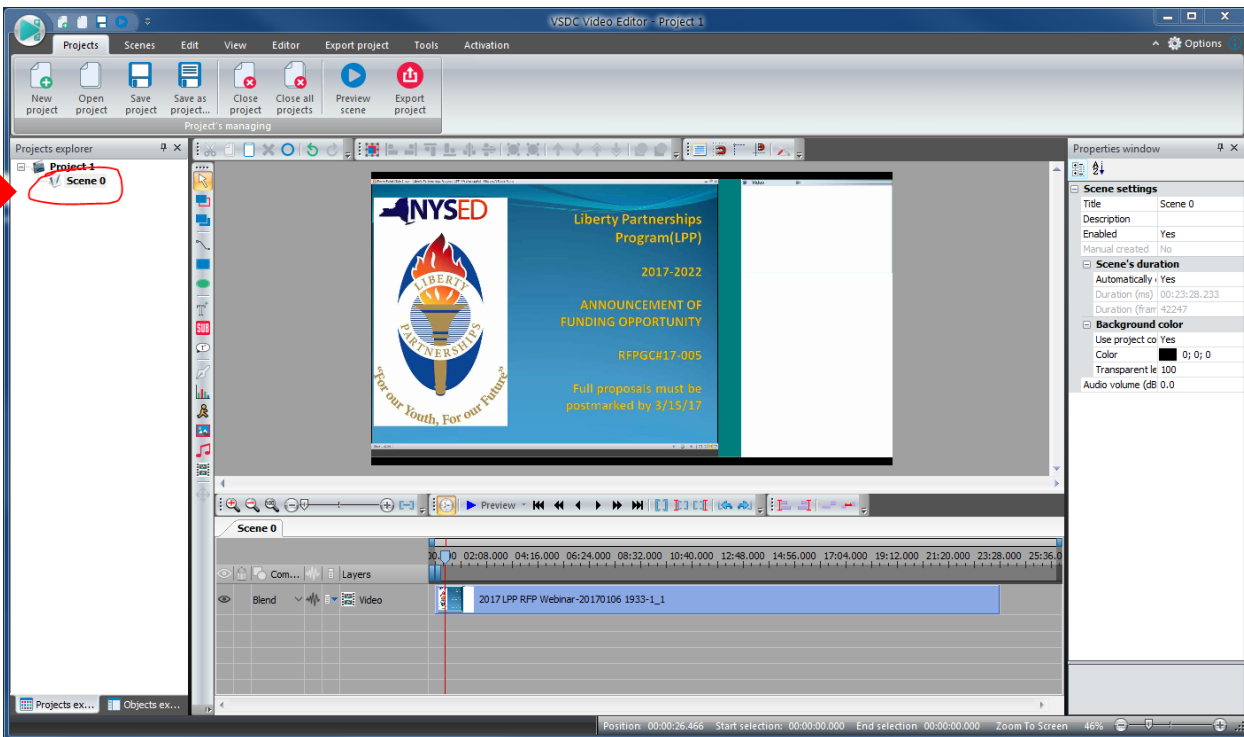 VSDC Video Editor - Project 1
Projects Scenes Edit View Editor Export project Tools Activation Options
New project
Open project
Save project
Save as project...
Close project
Close all projects
Preview scene
Export project
Project's managing
Projects explorer
Project 1
Scene 0
NYSED
LIBERTY PARTNERSHIPS
"For our Youth, For our Future"
Liberty Partnerships
Program(LPP)
2017-2022
ANNOUNCEMENT OF
FUNDING OPPORTUNITY
RFPGC#17-005
Full proposals must be
postmarked by 3/15/17
SUB
Properties window
Scene settings
Title Scene 0
Description
Enabled Yes
Manual created No
Scene's duration
Automatically Yes
Duration (ms) 00:23:28.233
Duration (fram 42247
Background color
Use project co Yes
Color 0; 0; 0
Transparent le 100
Audio volume (dB 0.0
Preview
Scene 0
02:08.000 04:16.000 06:24.000 08:32.000 10:40.000 12:48.000 14:56.000 17:04.000 19:12.000 21:20.000 23:28.000 25:36.0
Com... Layers
Blend Video 2017 LPP RFP Webinar-20170106 1933-1_1
Projects ex... Objects ex...
Position 00:00:26.466 Start selection: 00:00:00.000 End selection 00:00:00.000 Zoom To Screen 46%